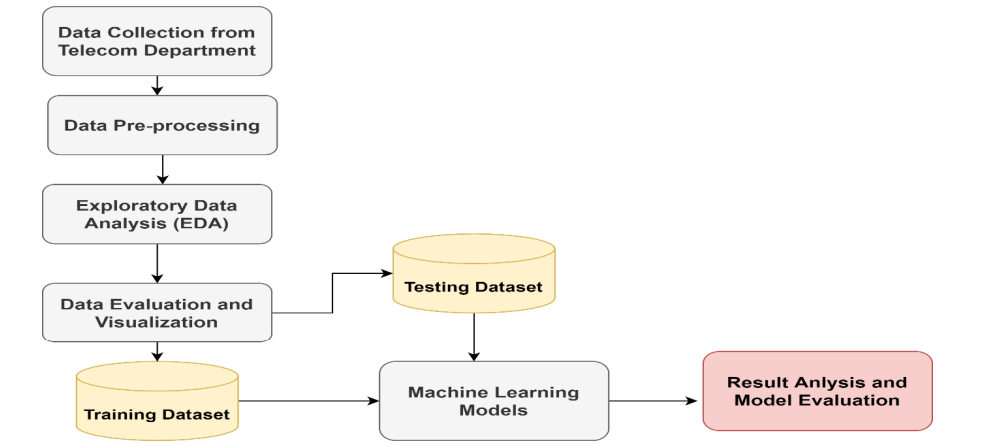 Data Collection from
Telecom Department
Data Pre-processing
Exploratory Data
Analysis (EDA)
Data Evaluation and
Visualization
Testing Dataset
Training Dataset
Machine Learning
Models
Result Anlysis and
Model Evaluation